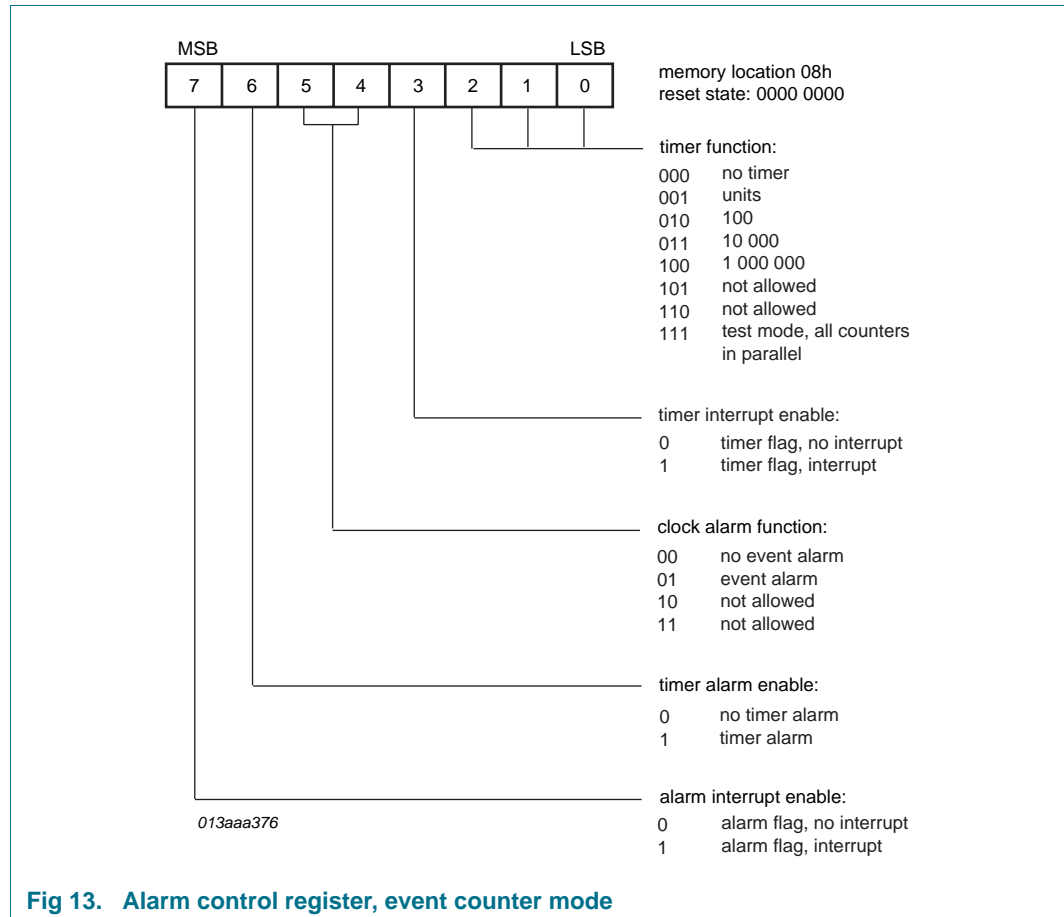 MSB LSB
7 6 5 4 3 2 1 0
memory location 08h
reset state: 0000 0000
timer function:
000 no timer
001 units
010 100
011 10 000
100 1 000 000
101 not allowed
110 not allowed
111 test mode, all counters
in parallel
timer interrupt enable:
0 timer flag, no interrupt
1 timer flag, interrupt
clock alarm function:
00 no event alarm
01 event alarm
10 not allowed
11 not allowed
timer alarm enable:
0 no timer alarm
1 timer alarm
alarm interrupt enable:
0 alarm flag, no interrupt
1 alarm flag, interrupt
013aaa376
Fig 13. Alarm control register, event counter mode